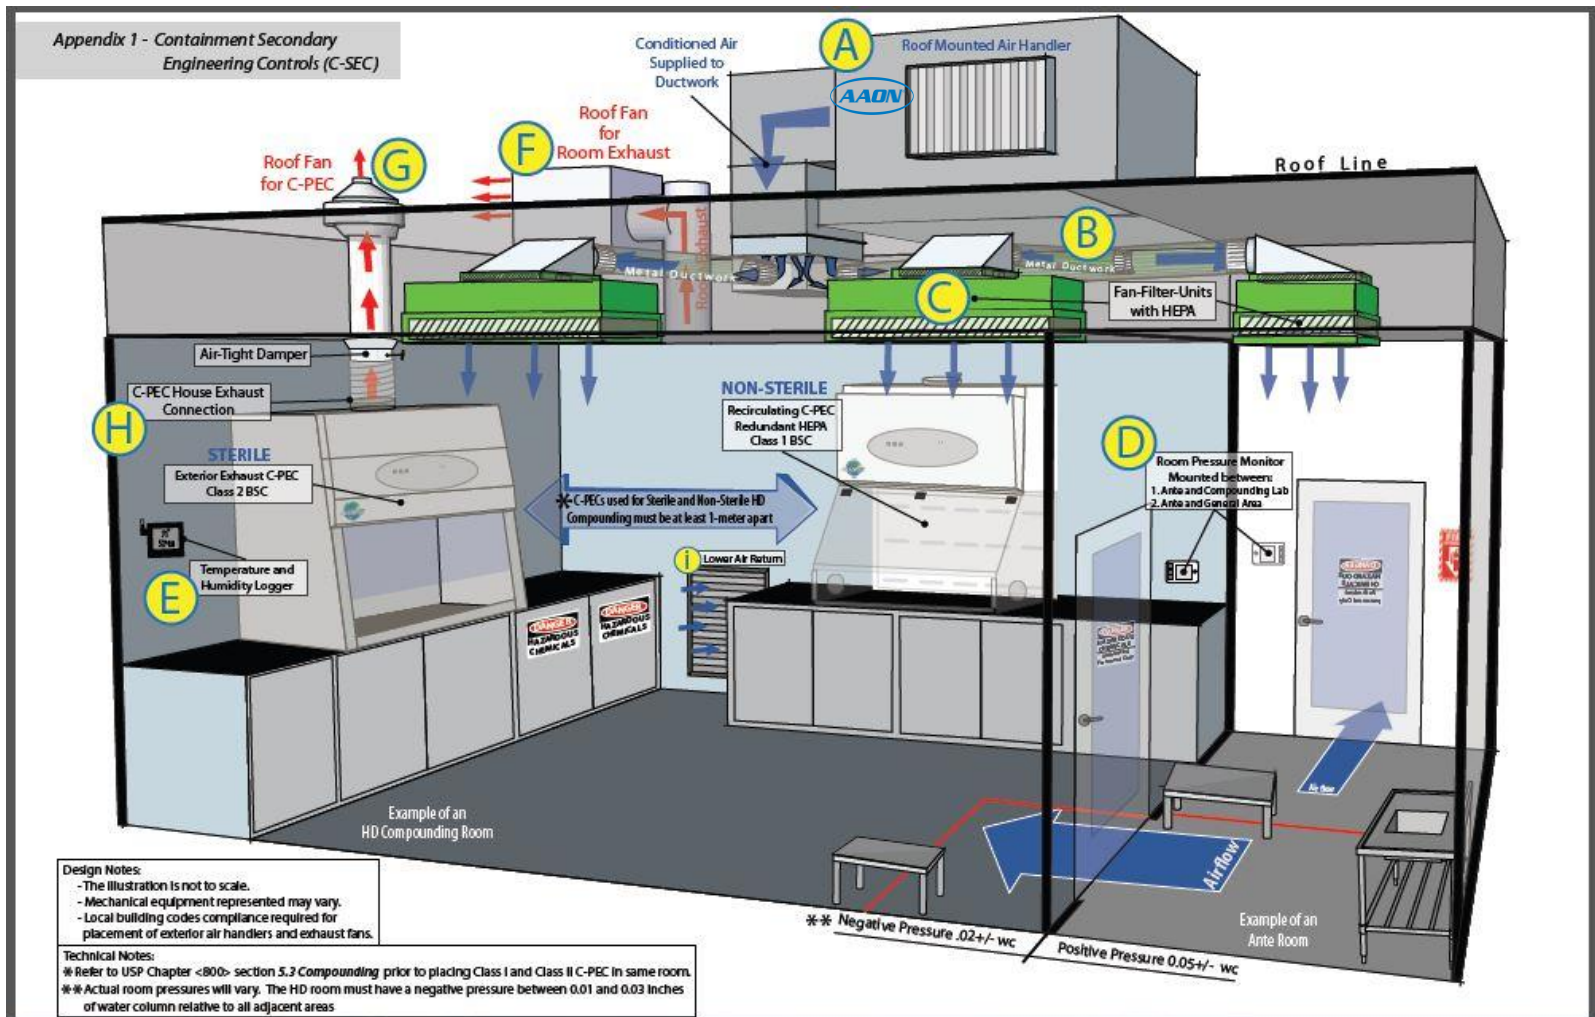 Appendix 1 - Containment Secondary
Engineering Controls (C-SEC)
Conditioned Air
Supplied to
Ductwork
A
Roof Mounted Air Handler
AAON
Roof Fan
for
Room Exhaust
F
Roof Fan
for C-PEC
G
Roof Line
B
Metal Ductwork
Metal Ductwork
Exhaust
C
Fan-Filter-Units
with HEPA
Air-Tight Damper
C-PEC House Exhaust
Connection
H
STERILE
Exterior Exhaust C-PEC
Class 2 BSC
NON-STERILE
Recirculating C-PEC
Redundant HEPA
Class 1 BSC
D
Room Pressure Monitor
Mounted between:
1. Ante and Compounding Lab
2. Ante and General Area
* C-PECs used for Sterile and Non-Sterile HD
Compounding must be at least 1-meter apart
i
Lower Air Return
E
Temperature and
Humidity Logger
DANGER
HAZARDOUS
CHEMICALS
DANGER
HAZARDOUS
CHEMICALS
Example of an
HD Compounding Room
Air flow
Airflow
Example of an
Ante Room
** Negative Pressure .02+/- wc
Positive Pressure 0.05+/- wc
Design Notes:
- The illustration is not to scale.
- Mechanical equipment represented may vary.
- Local building codes compliance required for
placement of exterior air handlers and exhaust fans.
Technical Notes:
* Refer to USP Chapter <800> section 5.3 Compounding prior to placing Class I and Class II C-PEC in same room.
** Actual room pressures will vary. The HD room must have a negative pressure between 0.01 and 0.03 inches
of water column relative to all adjacent areas